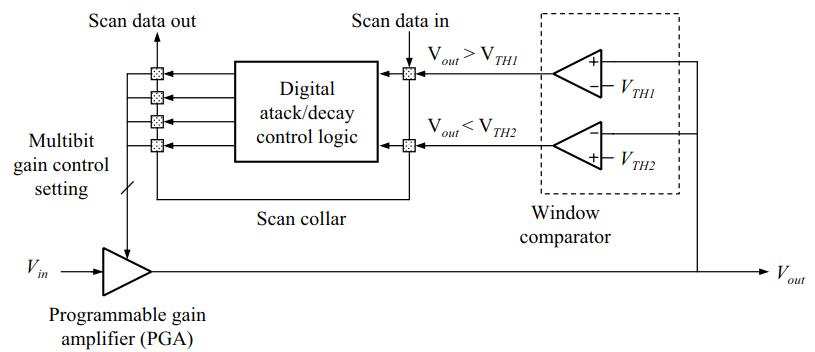 Scan data out
Scan data in
Vout > VTH1
+
− VTH1
Digital
atack/decay
control logic
Vout < VTH2
−
+ VTH2
Multibit
gain control
setting
Scan collar
Window
comparator
Vin
Vout
Programmable gain
amplifier (PGA)